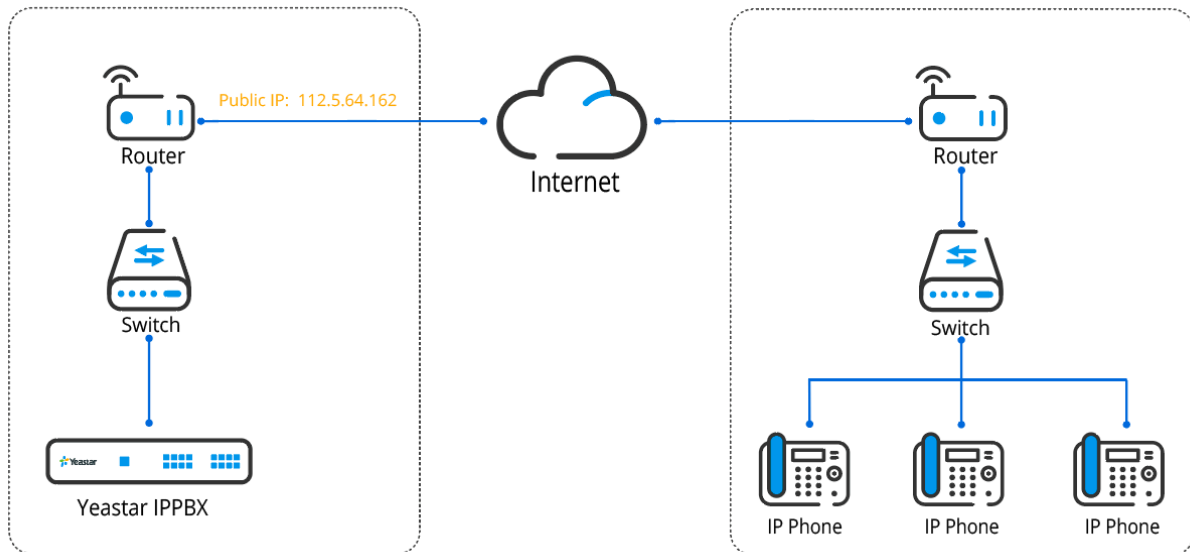 Public IP: 112.5.64.162
Router
Internet
Router
Switch
Switch
Yeastar
Yeastar IPPBX
IP Phone
IP Phone
IP Phone